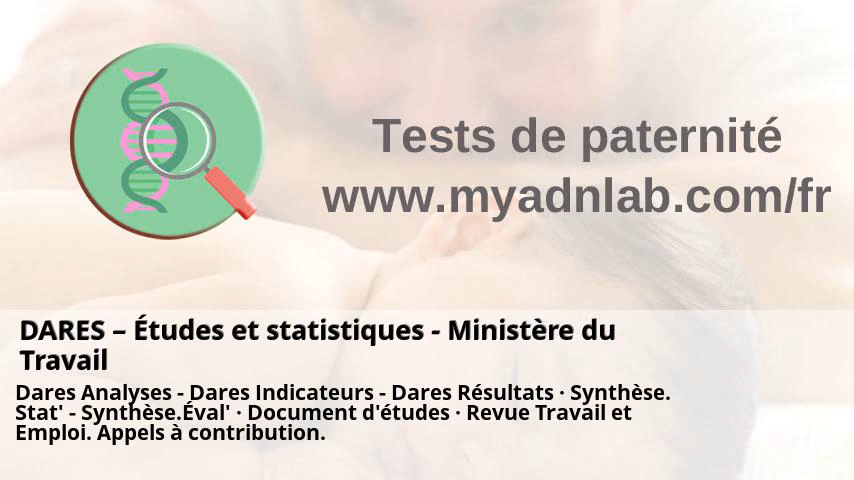 Tests de paternité
www.myadnlab.com/fr
DARES – Études et statistiques - Ministère du
Travail
Dares Analyses - Dares Indicateurs - Dares Résultats · Synthèse.
Stat' - Synthèse.Éval' · Document d'études · Revue Travail et
Emploi. Appels à contribution.